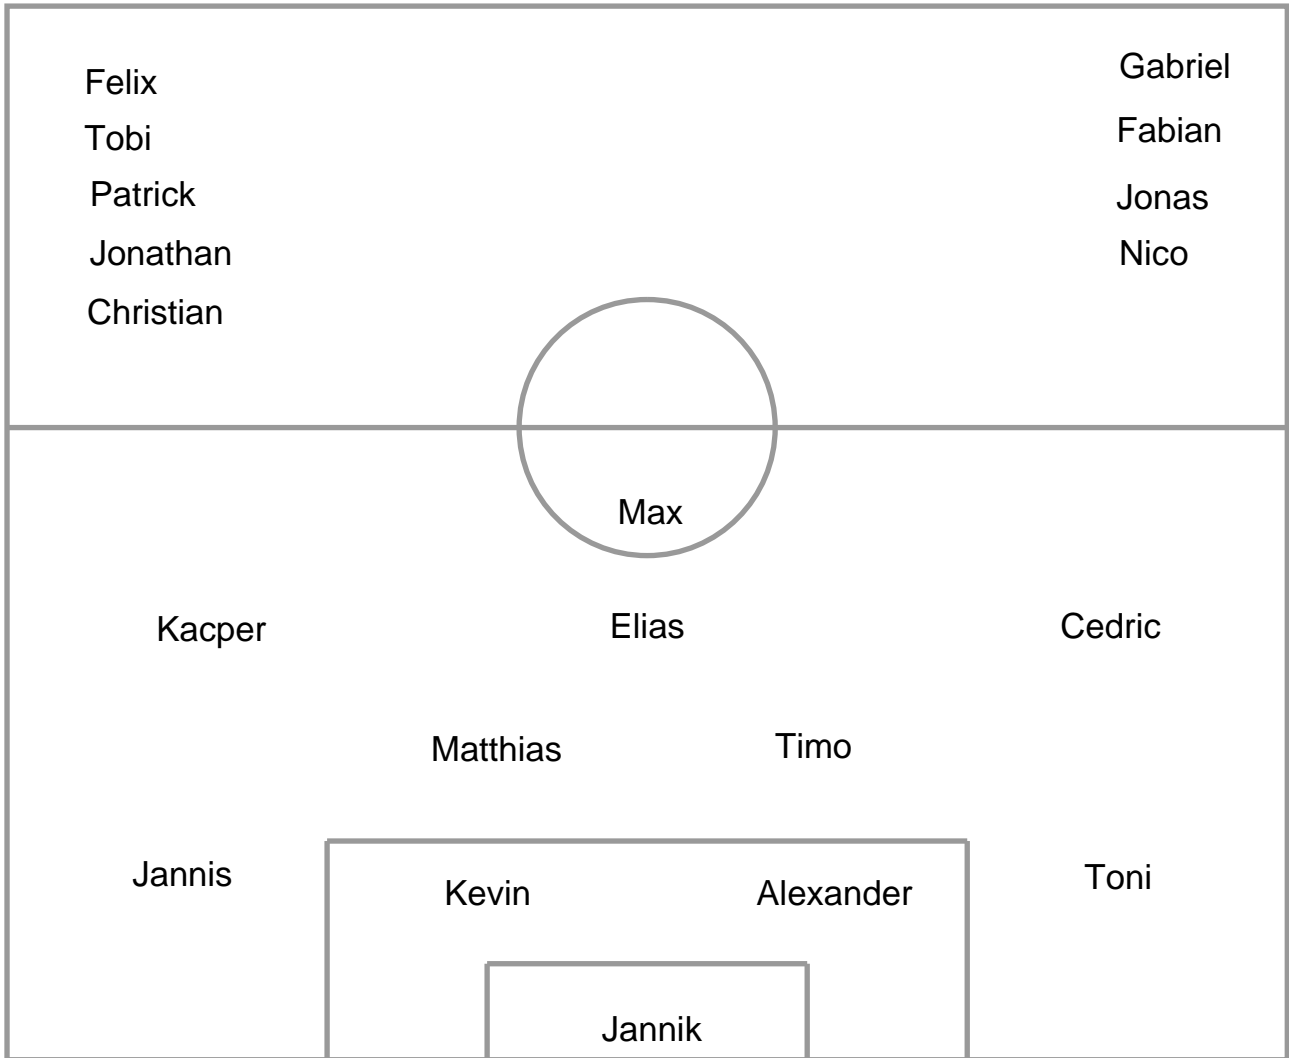 Felix
Tobi
Patrick
Jonathan
Christian
Gabriel
Fabian
Jonas
Nico
Max
Kacper
Elias
Cedric
Matthias
Timo
Jannis
Kevin
Alexander
Toni
Jannik